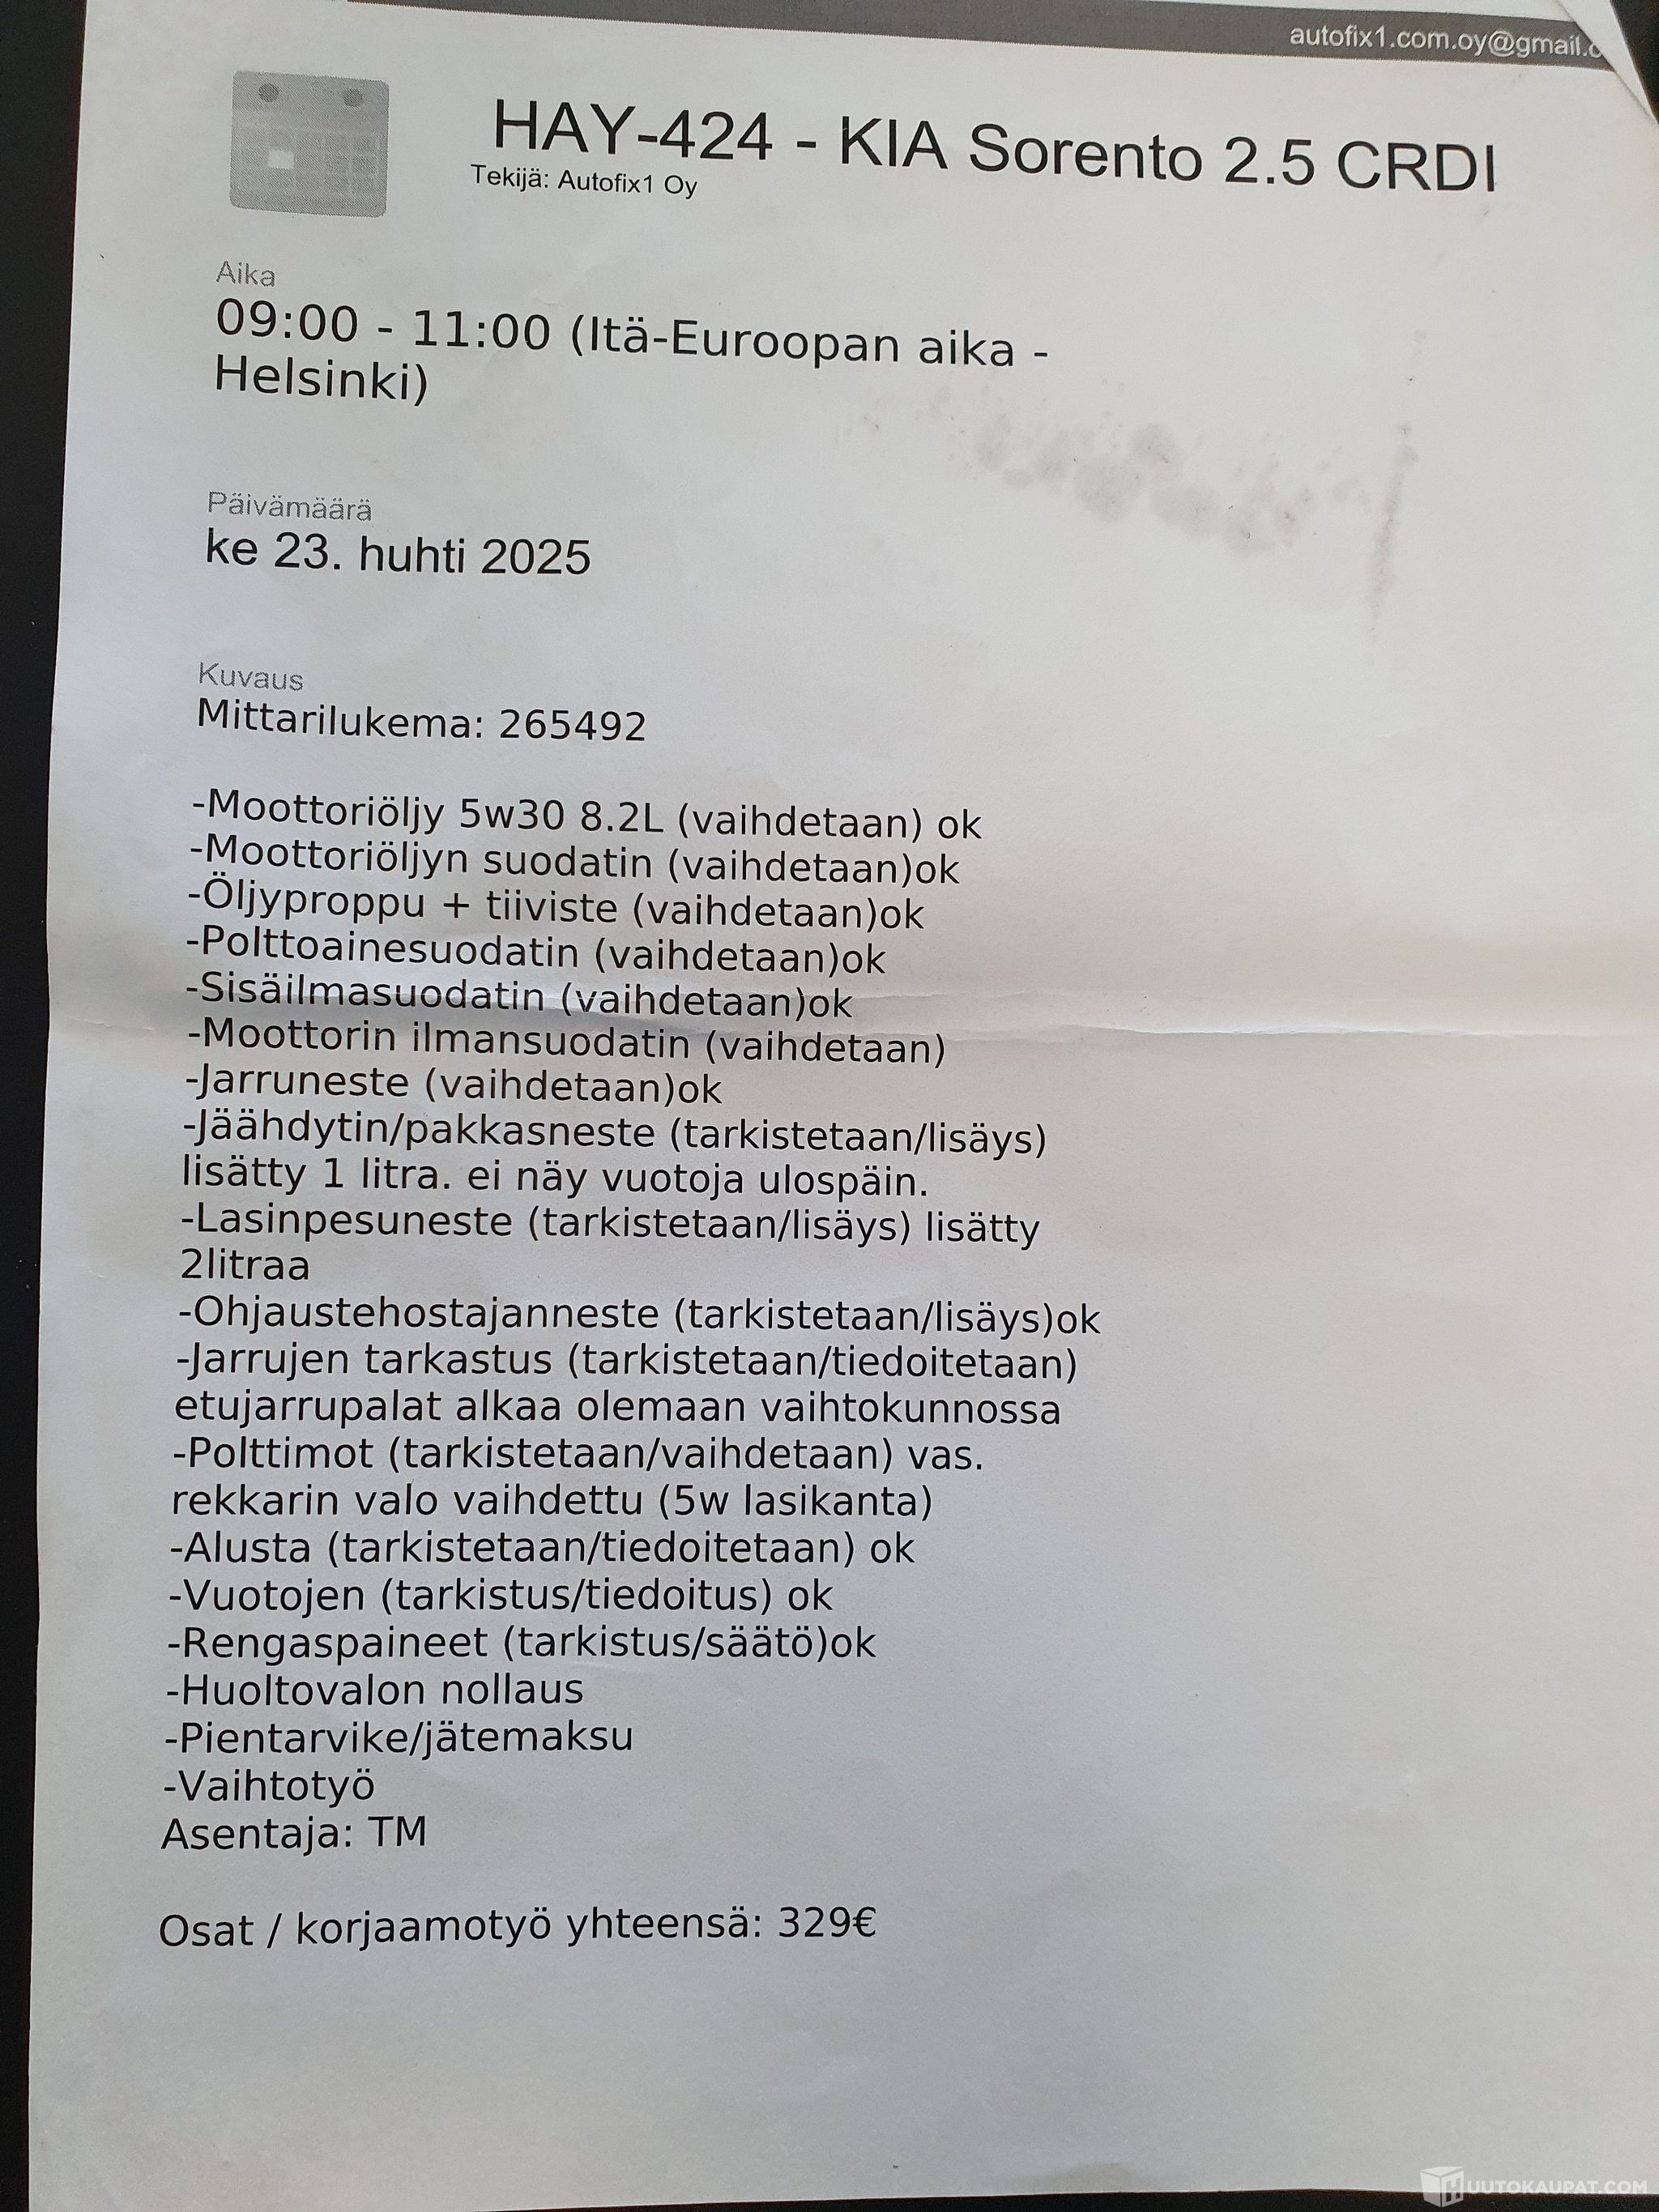 autofix1.com.oy@gmail.c
HAY-424 - KIA Sorento 2.5 CRDI
Tekijä: Autofix1 Oy
Aika
09:00 - 11:00 (Itä-Euroopan aika -
Helsinki)
Päivämäärä
ke 23. huhti 2025
Kuvaus
Mittarilukema: 265492
-Moottoriöljy 5w30 8.2L (vaihdetaan) ok
-Moottoriöljyn suodatin (vaihdetaan)ok
-Öljyproppu + tiiviste (vaihdetaan)ok
-Polttoainesuodatin (vaihdetaan)ok
-Sisäilmasuodatin (vaihdetaan)ok
-Moottorin ilmansuodatin (vaihdetaan)
-Jarruneste (vaihdetaan)ok
-Jäähdytin/pakkasneste (tarkistetaan/lisäys)
lisätty 1 litra. ei näy vuotoja ulospäin.
-Lasinpesuneste (tarkistetaan/lisäys) lisätty
2litraa
-Ohjaustehostajanneste (tarkistetaan/lisäys)ok
-Jarrujen tarkastus (tarkistetaan/tiedoitetaan)
etujarrupalat alkaa olemaan vaihtokunnossa
-Polttimot (tarkistetaan/vaihdetaan) vas.
rekkarin valo vaihdettu (5w lasikanta)
-Alusta (tarkistetaan/tiedoitetaan) ok
-Vuotojen (tarkistus/tiedoitus) ok
-Rengaspaineet (tarkistus/säätö)ok
-Huoltovalon nollaus
-Pientarvike/jätemaksu
-Vaihtotyö
Asentaja: TM
Osat / korjaamotyö yhteensä: 329€
HUUTOKAUPAT.COM